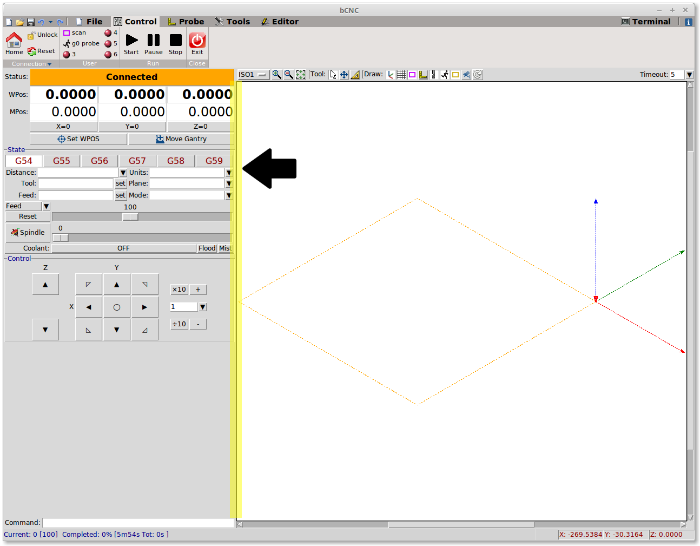 bCNC
File Control Probe Tools Editor Terminal
Home Unlock Reset scan g0 probe 3 4 5 6 Start Pause Stop Exit
Connection User Run Close
Status: Connected
WPos: 0.0000 0.0000 0.0000
MPos: 0.0000 0.0000 0.0000
X=0 Y=0 Z=0
Set WPOS Move Gantry
State
G54 G55 G56 G57 G58 G59
Distance: Units:
Tool: set Plane:
Feed: set Mode:
Feed 100
Reset
Spindle 0
Coolant: OFF Flood Mist
Control
Z Y
×10 +
X 1
÷10 -
ISO1 Tool: Draw: Timeout: 5
Command:
Current: 0 [100] Completed: 0% [5m54s Tot: 0s ] X: -269.5384 Y: -30.3164 Z: 0.0000